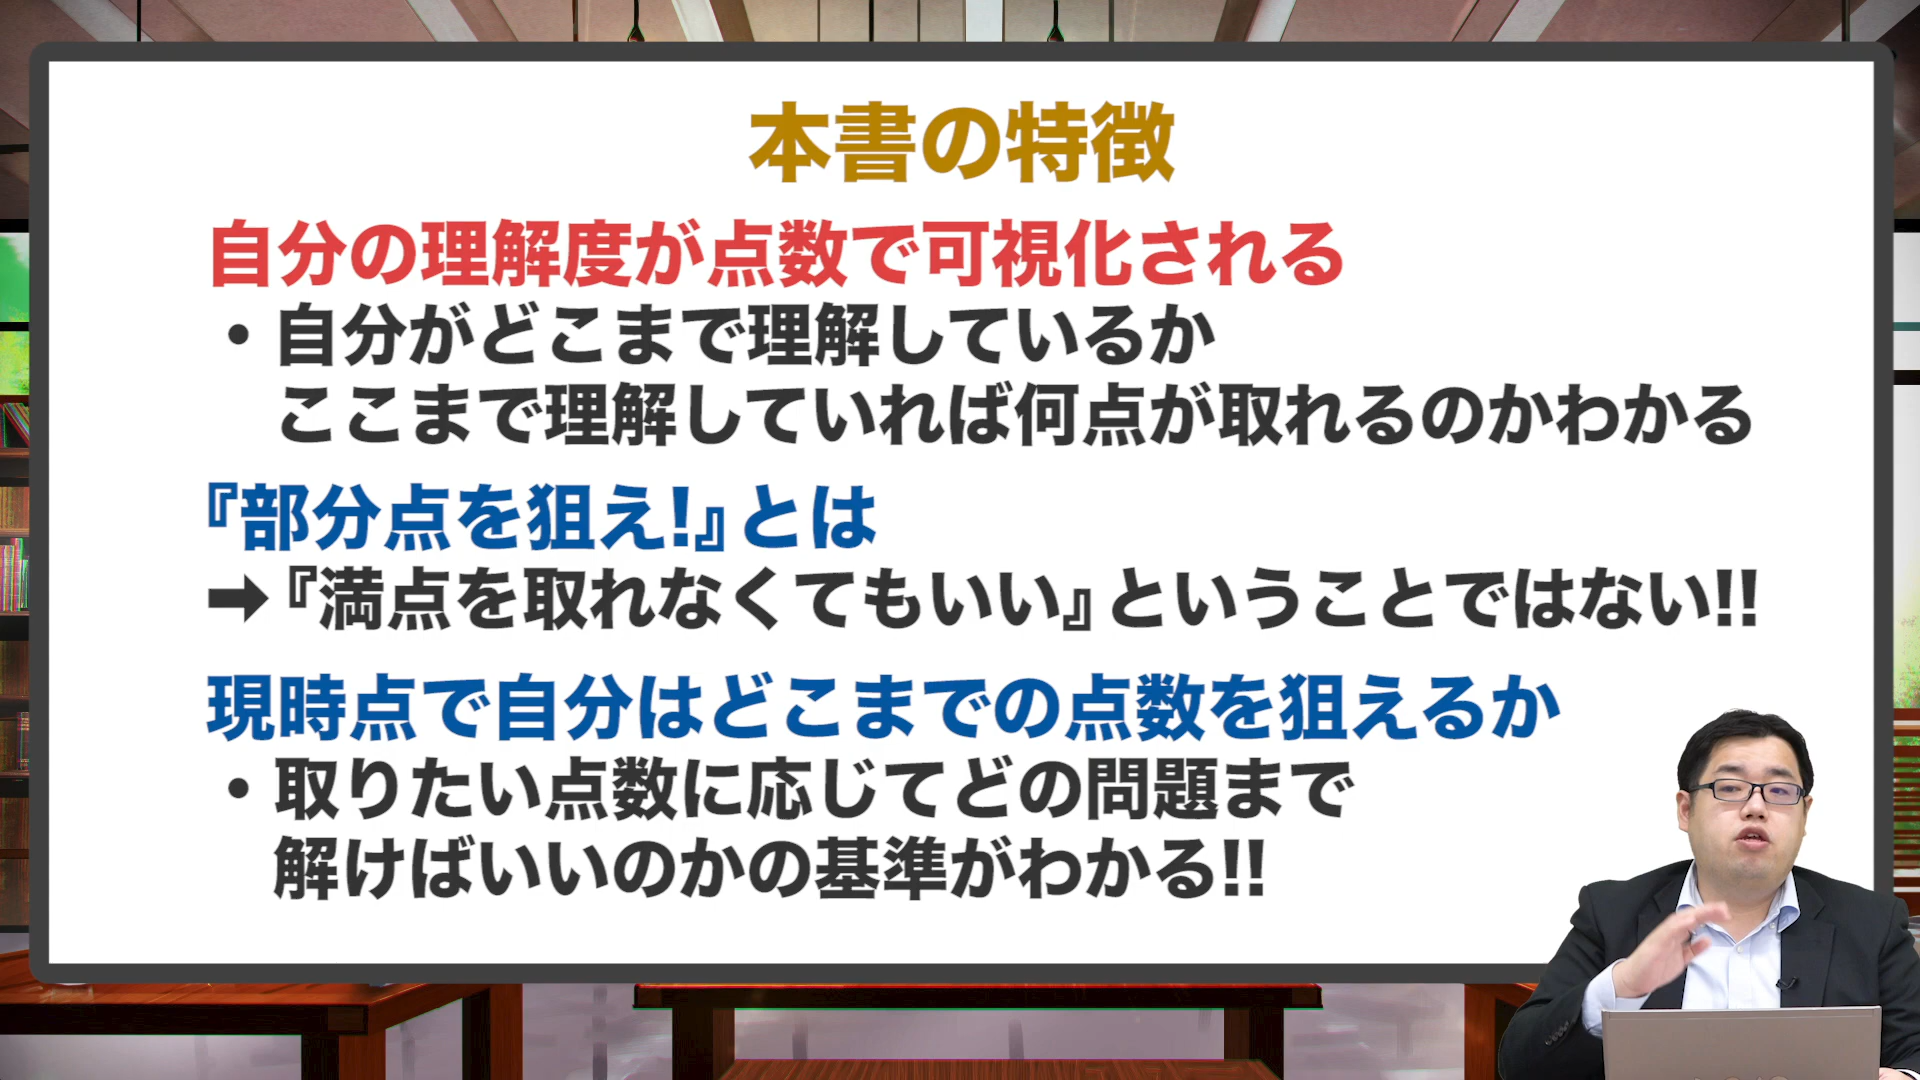 本書の特徴
自分の理解度が点数で可視化される
・自分がどこまで理解しているか
ここまで理解していれば何点が取れるのかわかる
『部分点を狙え!』とは
➡『満点を取れなくてもいい』ということではない!!
現時点で自分はどこまでの点数を狙えるか
・取りたい点数に応じてどの問題まで
解けばいいのかの基準がわかる!!